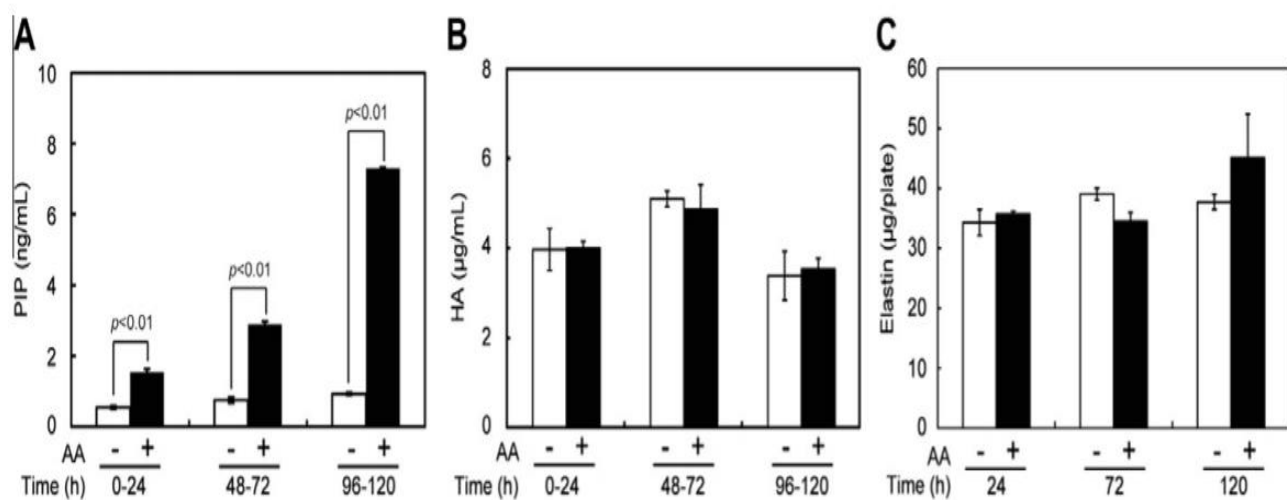 A
PIP (ng/mL)
10
8
6
4
2
0
p<0.01
p<0.01
p<0.01
AA - + - + - +
Time (h) 0-24 48-72 96-120
B
HA (µg/mL)
8
6
4
2
0
AA - + - + - +
Time (h) 0-24 48-72 96-120
C
Elastin (µg/plate)
60
50
40
30
20
10
0
AA - + - + - +
Time (h) 24 72 120